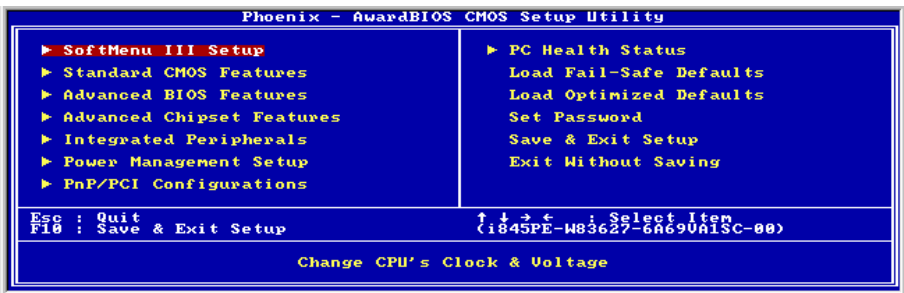 Phoenix - AwardBIOS CMOS Setup Utility
► SoftMenu III Setup
► Standard CMOS Features
► Advanced BIOS Features
► Advanced Chipset Features
► Integrated Peripherals
► Power Management Setup
► PnP/PCI Configurations
► PC Health Status
Load Fail-Safe Defaults
Load Optimized Defaults
Set Password
Save & Exit Setup
Exit Without Saving
Esc : Quit
F10 : Save & Exit Setup
↑ ↓ → ← : Select Item
(i845PE-W83627-6A69VA1SC-00)
Change CPU's Clock & Voltage